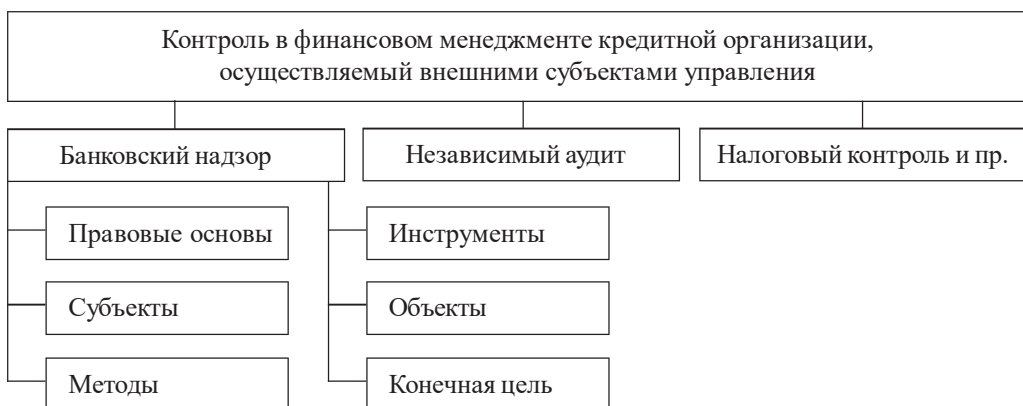 Контроль в финансовом менеджменте кредитной организации,
осуществляемый внешними субъектами управления
Банковский надзор
Независимый аудит
Налоговый контроль и пр.
Правовые основы
Инструменты
Субъекты
Объекты
Методы
Конечная цель